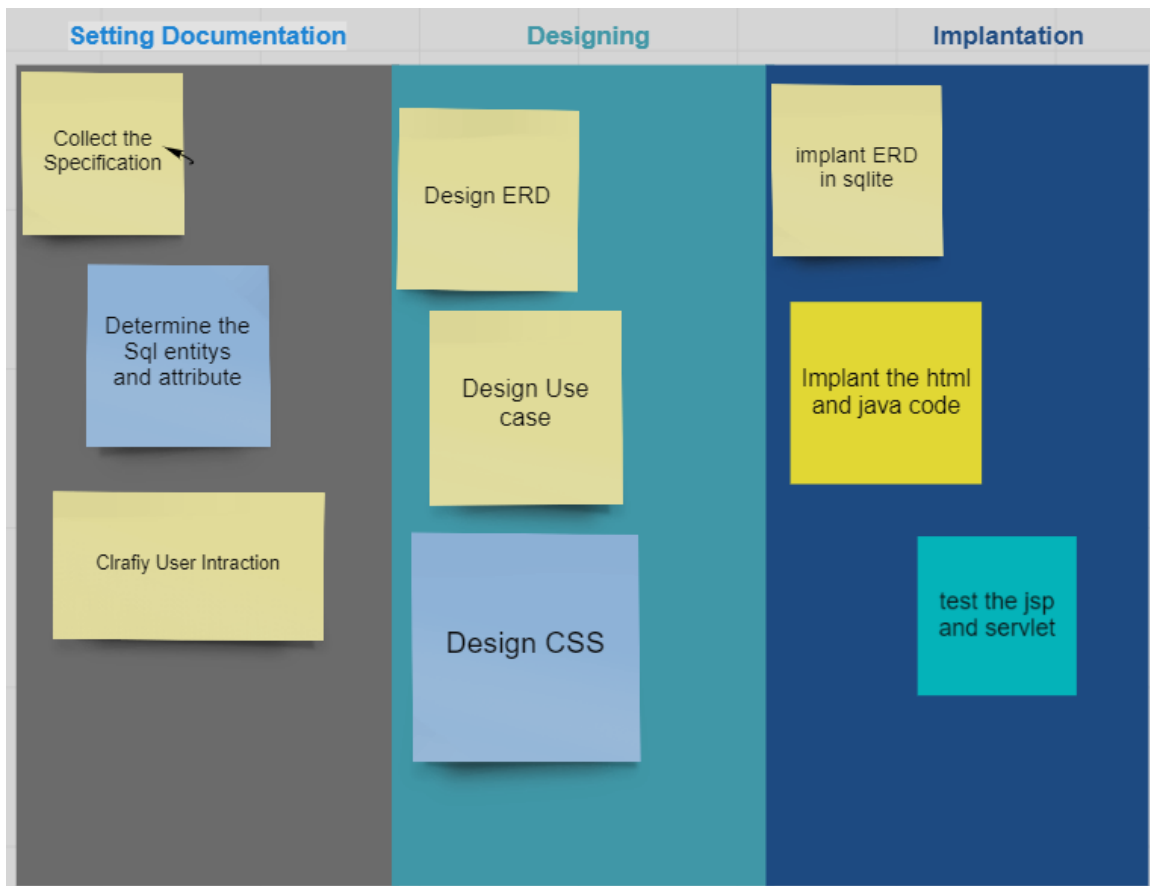 Setting Documentation
Designing
Implantation
Collect the
Specification
Determine the
Sql entitys
and attribute
Clrafiy User Intraction
Design ERD
Design Use
case
Design CSS
implant ERD
in sqlite
Implant the html
and java code
test the jsp
and servlet